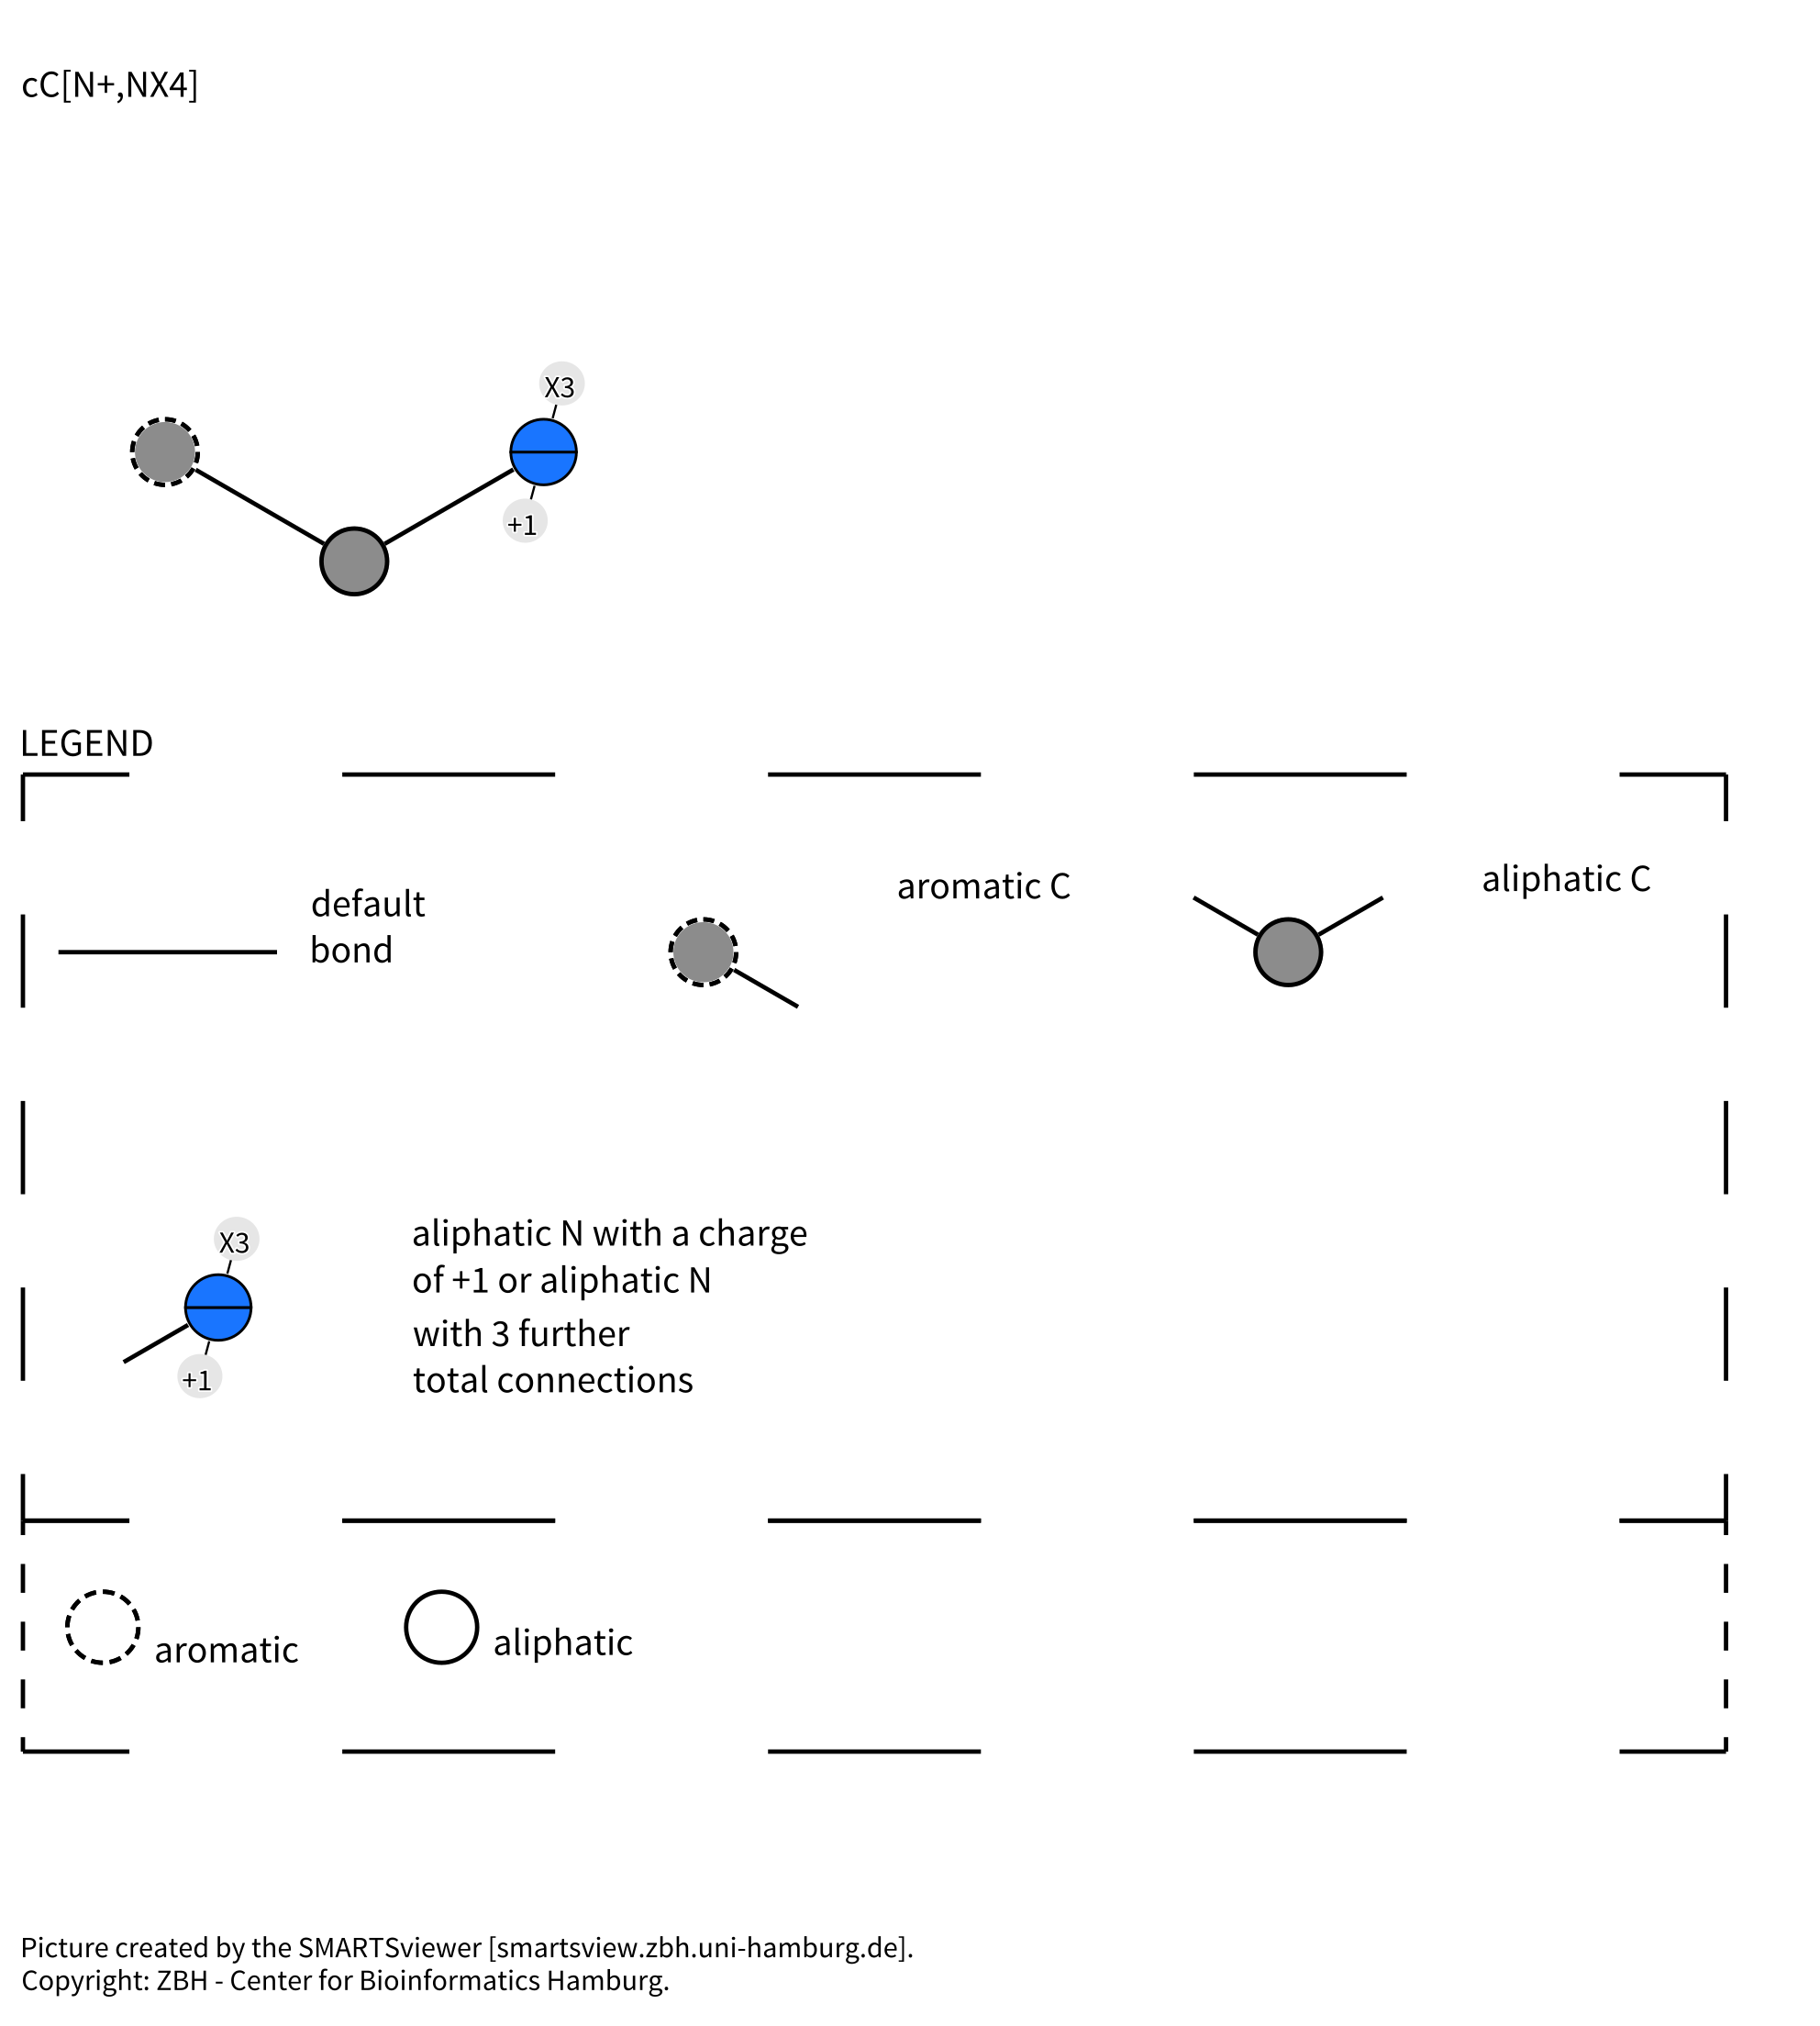 cC[N+,NX4]
X3
+1
LEGEND
default
bond
aromatic C
aliphatic C
X3
+1
aliphatic N with a charge
of +1 or aliphatic N
with 3 further
total connections
aromatic
aliphatic
Picture created by the SMARTSviewer [smartsview.zbh.uni-hamburg.de].
Copyright: ZBH - Center for Bioinformatics Hamburg.